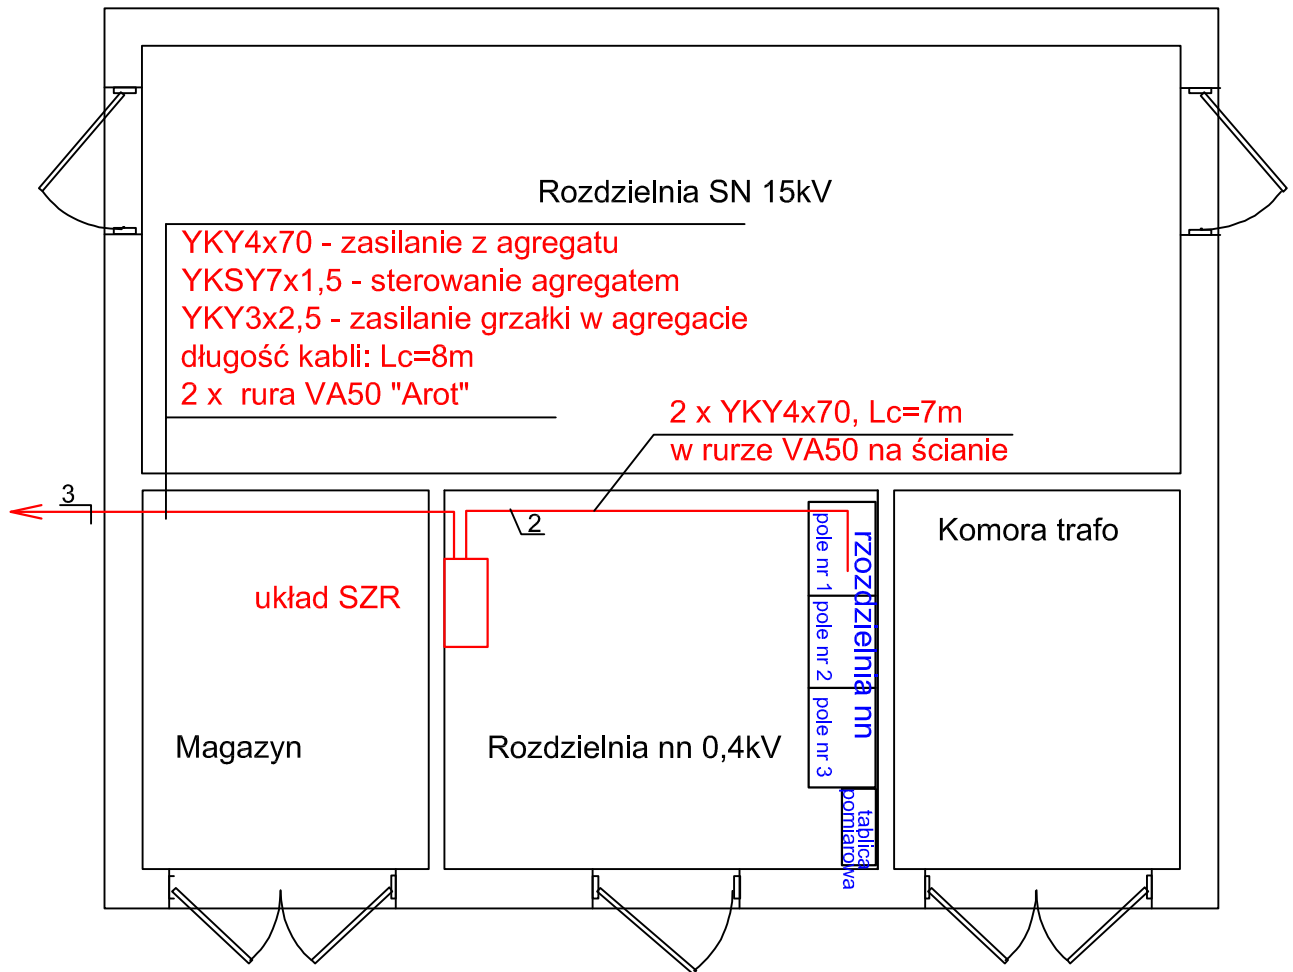 Rozdzielnia SN 15kV
YKY4x70 - zasilanie z agregatu
YKSY7x1,5 - sterowanie agregatem
YKY3x2,5 - zasilanie grzałki w agregacie
długość kabli: Lc=8m
2 x  rura VA50 "Arot"
2 x YKY4x70, Lc=7m
w rurze VA50 na ścianie
3
2
układ SZR
Magazyn
Rozdzielnia nn 0,4kV
pole nr 1
pole nr 2
pole nr 3
rzozdzielnia nn
tablica
pomiarowa
Komora trafo